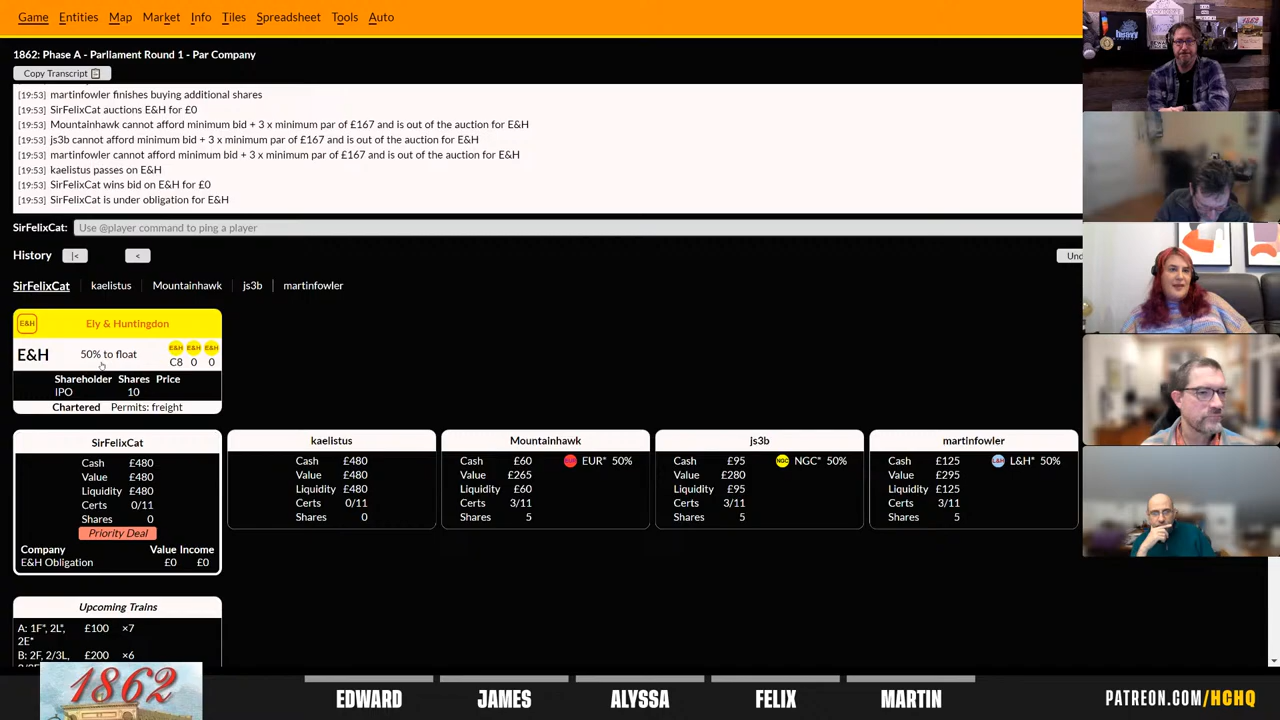 Game Entities Map Market Info Tiles Spreadsheet Tools Auto
1862: Phase A - Parliament Round 1 - Par Company
Copy Transcript
[19:53] martinfowler finishes buying additional shares
[19:53] SirFelixCat auctions E&H for £0
[19:53] Mountainhawk cannot afford minimum bid + 3 x minimum par of £167 and is out of the auction for E&H
[19:53] js3b cannot afford minimum bid + 3 x minimum par of £167 and is out of the auction for E&H
[19:53] martinfowler cannot afford minimum bid + 3 x minimum par of £167 and is out of the auction for E&H
[19:53] kaelistus passes on E&H
[19:53] SirFelixCat wins bid on E&H for £0
[19:53] SirFelixCat is under obligation for E&H
SirFelixCat: Use @player command to ping a player
History |< < Und
SirFelixCat kaelistus Mountainhawk js3b martinfowler
E&H Ely & Huntingdon
E&H 50% to float E&H E&H E&H
C8 0 0
Shareholder Shares Price
IPO 10
Chartered Permits: freight
SirFelixCat
Cash £480
Value £480
Liquidity £480
Certs 0/11
Shares 0
Priority Deal
Company Value Income
E&H Obligation £0 £0
kaelistus
Cash £480
Value £480
Liquidity £480
Certs 0/11
Shares 0
Mountainhawk
Cash £60 EUR EUR* 50%
Value £265
Liquidity £60
Certs 3/11
Shares 5
js3b
Cash £95 NGC NGC* 50%
Value £280
Liquidity £95
Certs 3/11
Shares 5
martinfowler
Cash £125 L&H L&H* 50%
Value £295
Liquidity £125
Certs 3/11
Shares 5
Upcoming Trains
A: 1F*, 2L*, £100 ×7
2E*
B: 2F, 2/3L, £200 ×6
1862
EDWARD JAMES ALYSSA FELIX MARTIN
PATREON.COM/HCHQ
1862